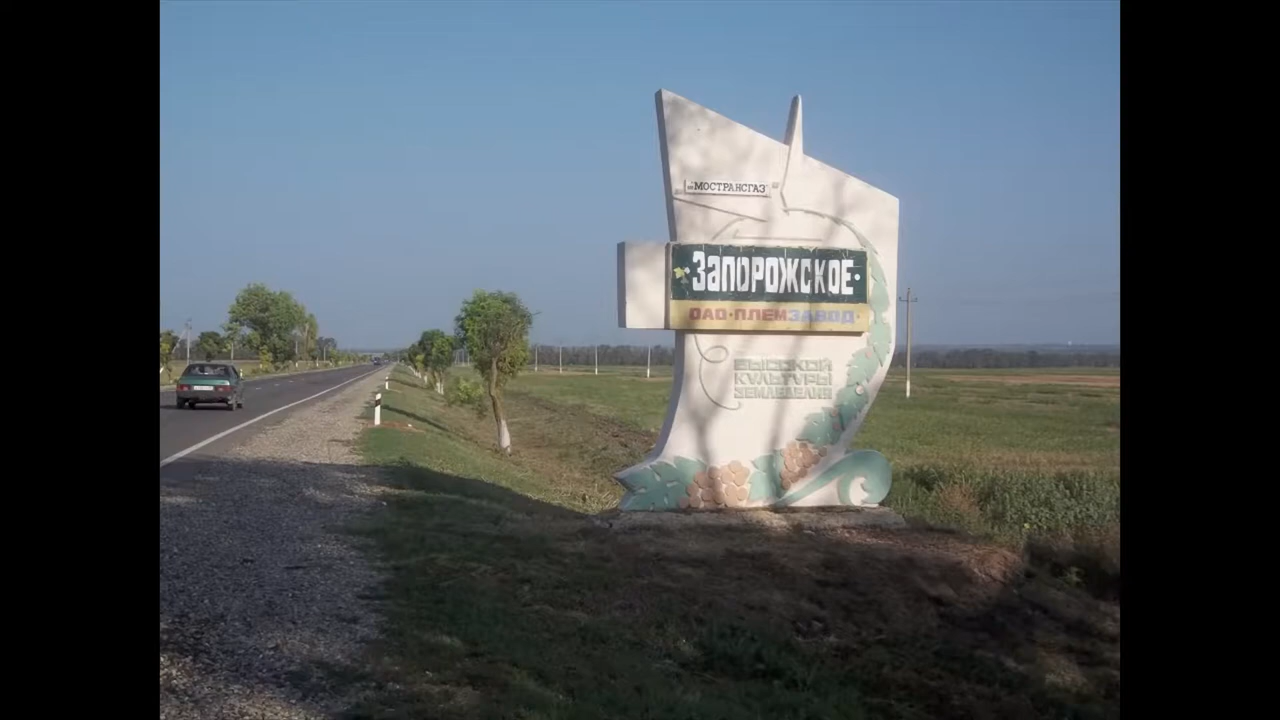 "МОСТРАНСГАЗ"
ЗАПОРОЖСКОЕ
ОАО·ПЛЕМЗАВОД·
ВЫСОКОЙ
КУЛЬТУРЫ
ЗЕМЛЕДЕЛИЯ